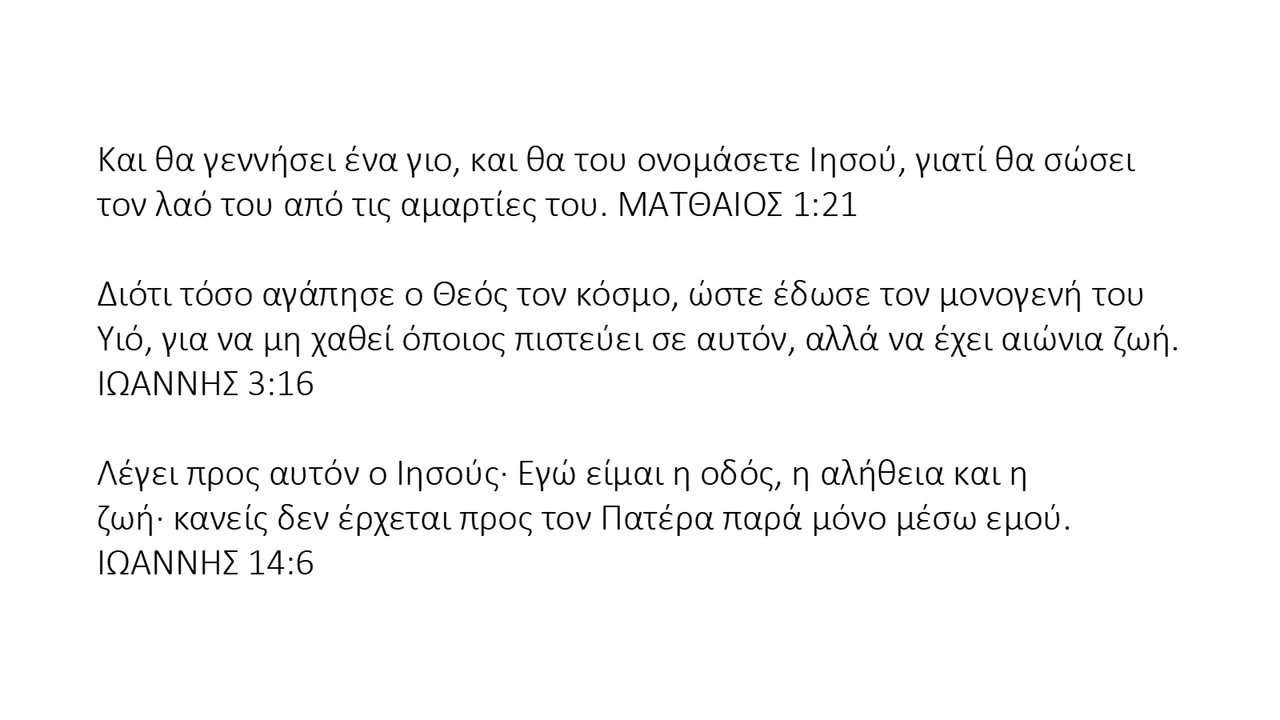 Και θα γεννήσει ένα γιο, και θα του ονομάσετε Ιησού, γιατί θα σώσει
τον λαό του από τις αμαρτίες του. ΜΑΤΘΑΙΟΣ 1:21
Διότι τόσο αγάπησε ο Θεός τον κόσμο, ώστε έδωσε τον μονογενή του
Υιό, για να μη χαθεί όποιος πιστεύει σε αυτόν, αλλά να έχει αιώνια ζωή.
ΙΩΑΝΝΗΣ 3:16
Λέγει προς αυτόν ο Ιησούς· Εγώ είμαι η οδός, η αλήθεια και η
ζωή· κανείς δεν έρχεται προς τον Πατέρα παρά μόνο μέσω εμού.
ΙΩΑΝΝΗΣ 14:6